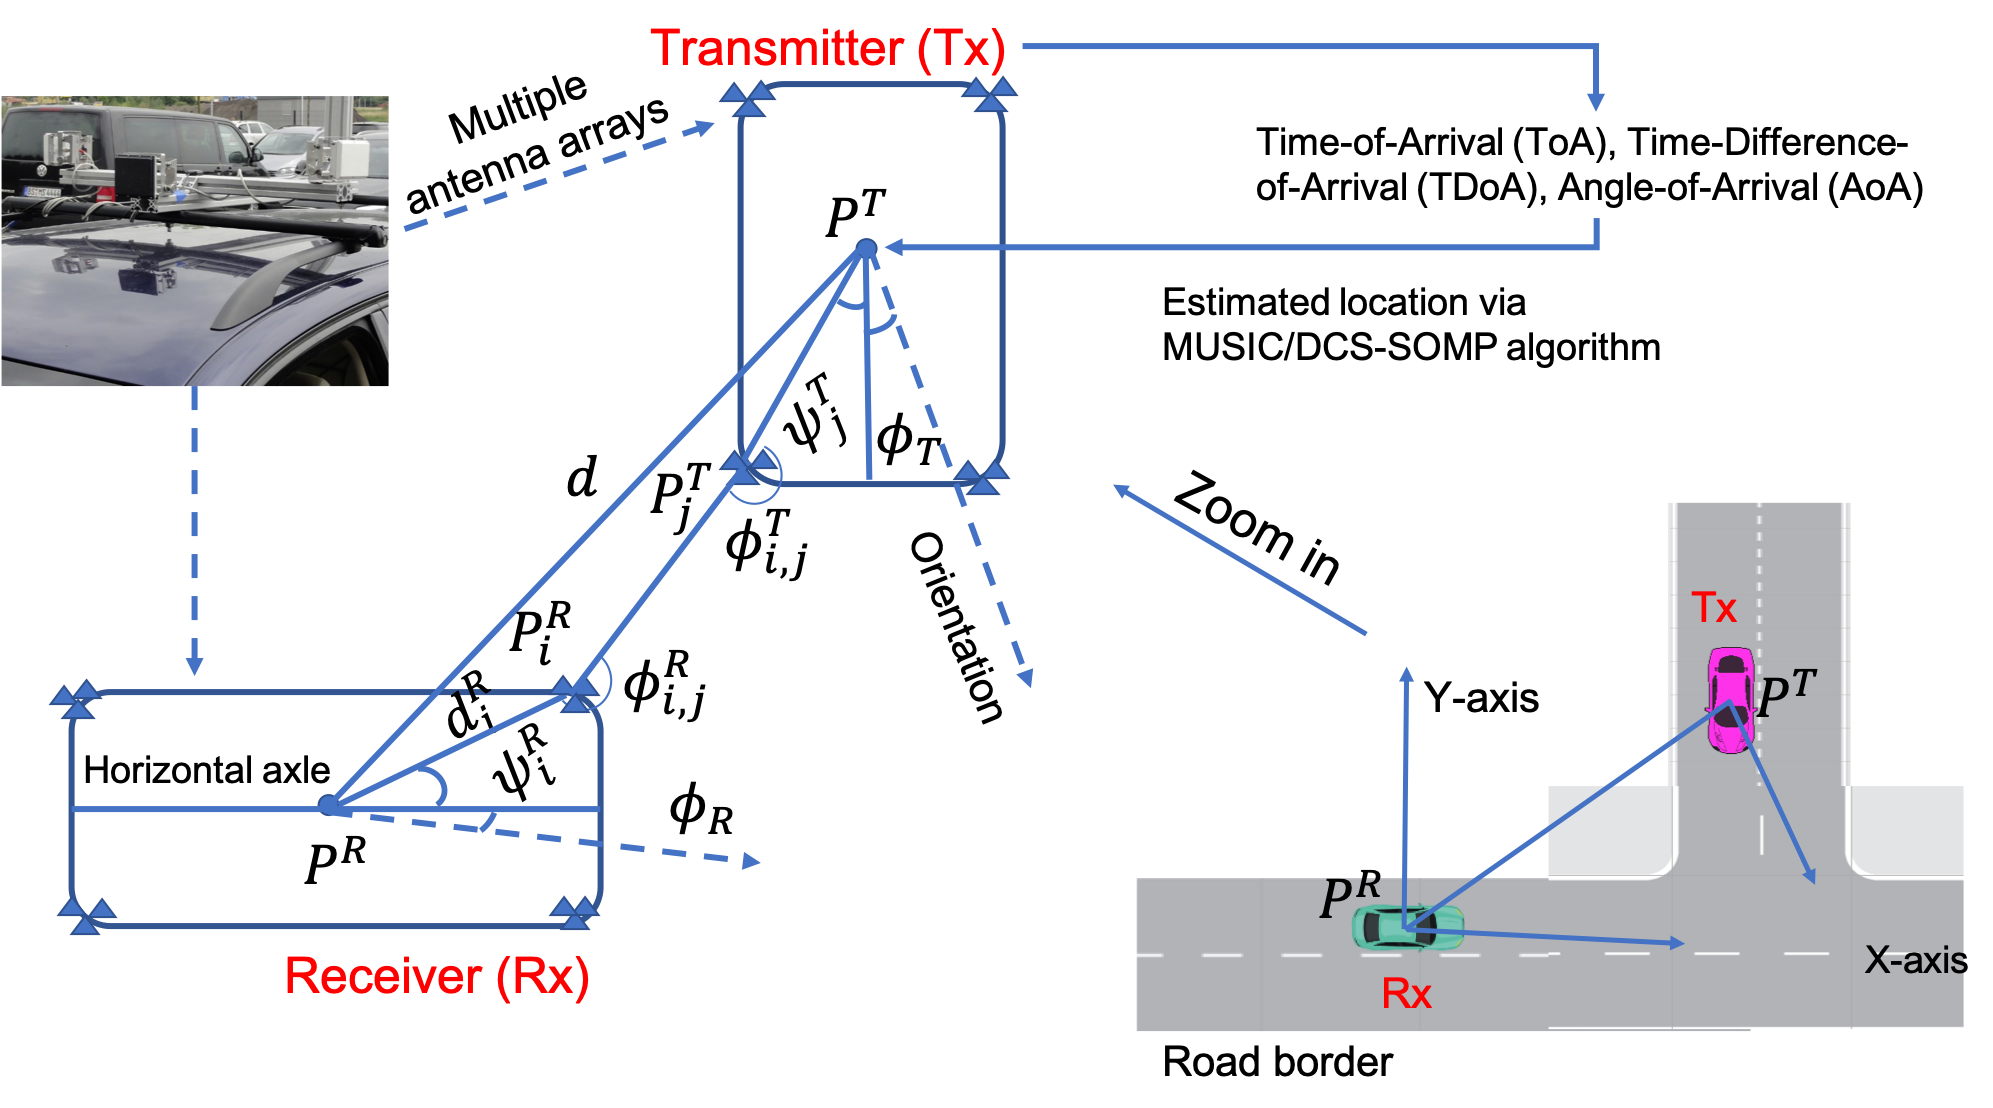 Transmitter (Tx)
Multiple
antenna arrays
Time-of-Arrival (ToA), Time-Difference-
of-Arrival (TDoA), Angle-of-Arrival (AoA)
P^T
Estimated location via
MUSIC/DCS-SOMP algorithm
ψ_j^T
ϕ_T
d
P_j^T
ϕ_{i,j}^T
Orientation
Zoom in
P_i^R
d_i^R
ϕ_{i,j}^R
ψ_i^R
Horizontal axle
ϕ_R
P^R
Receiver (Rx)
Tx
P^T
Y-axis
P^R
X-axis
Rx
Road border